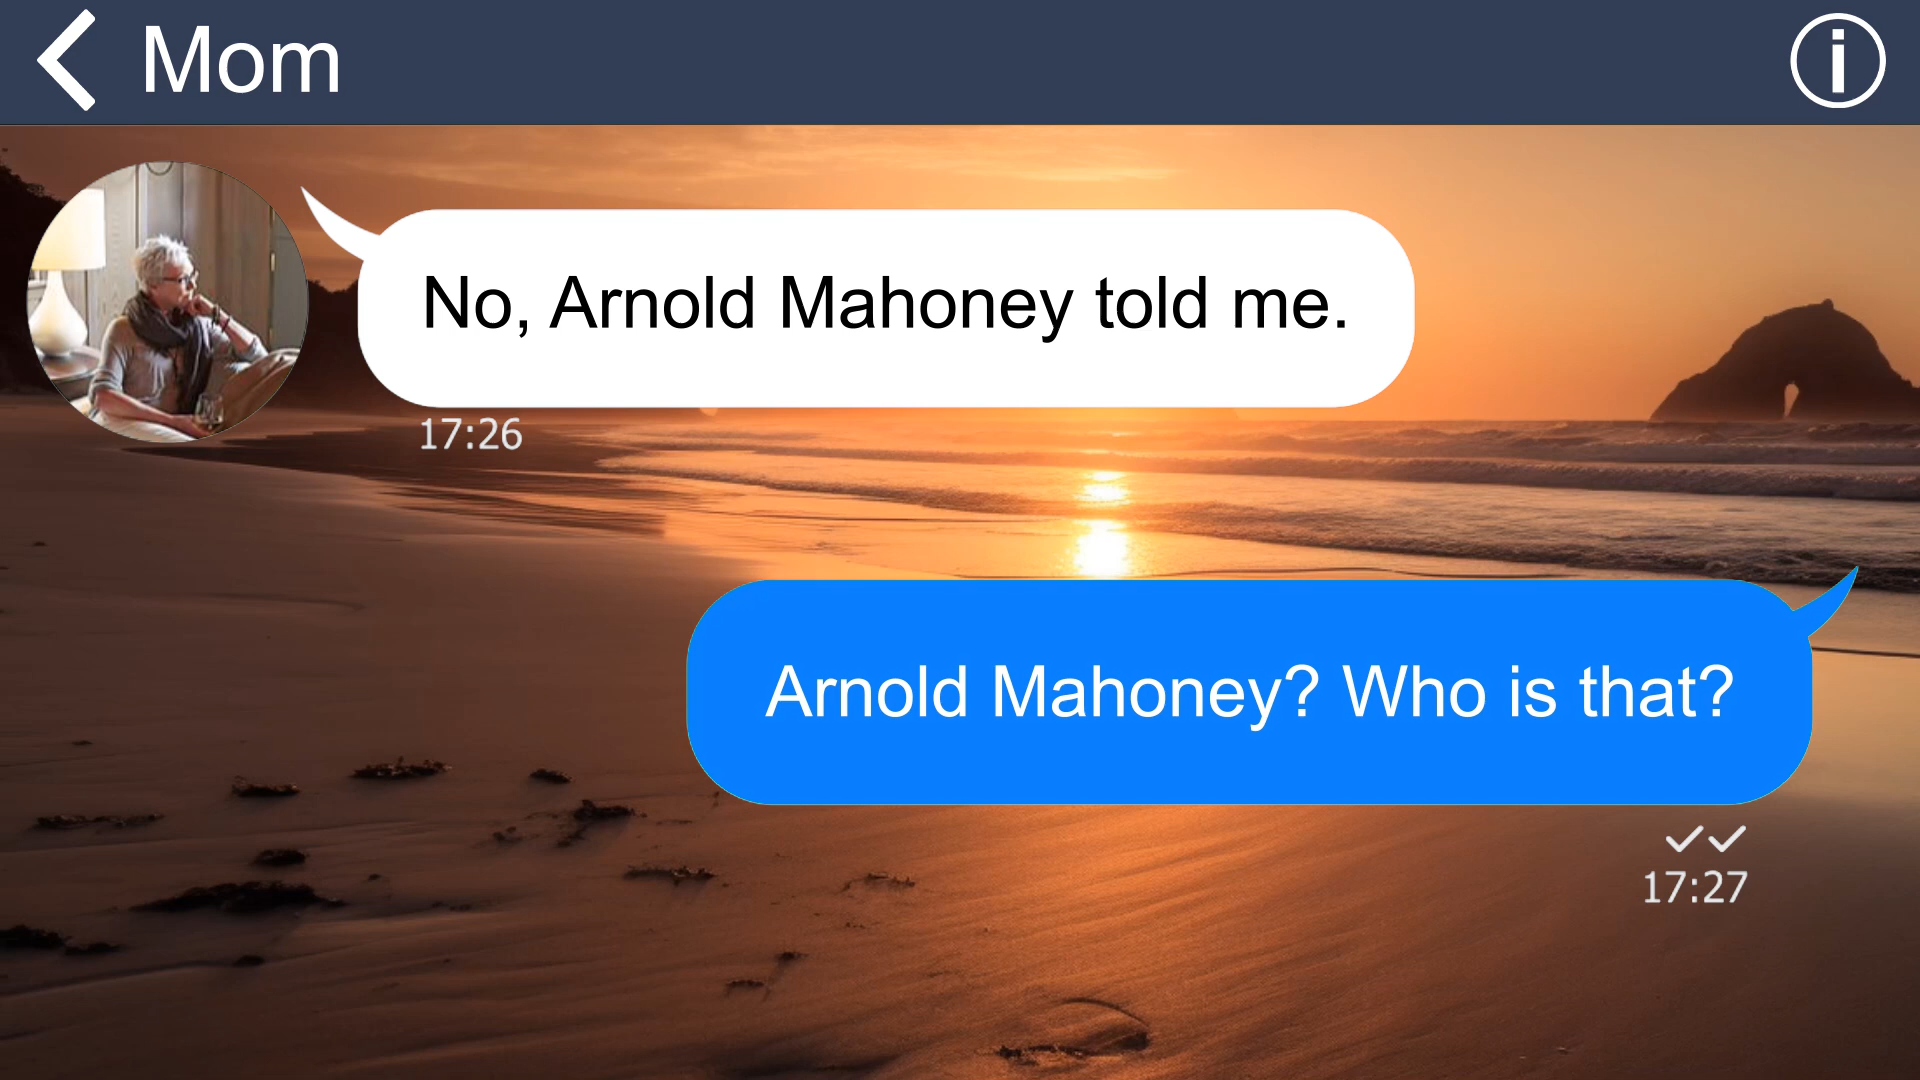 Mom
No, Arnold Mahoney told me.
17:26
Arnold Mahoney? Who is that?
17:27